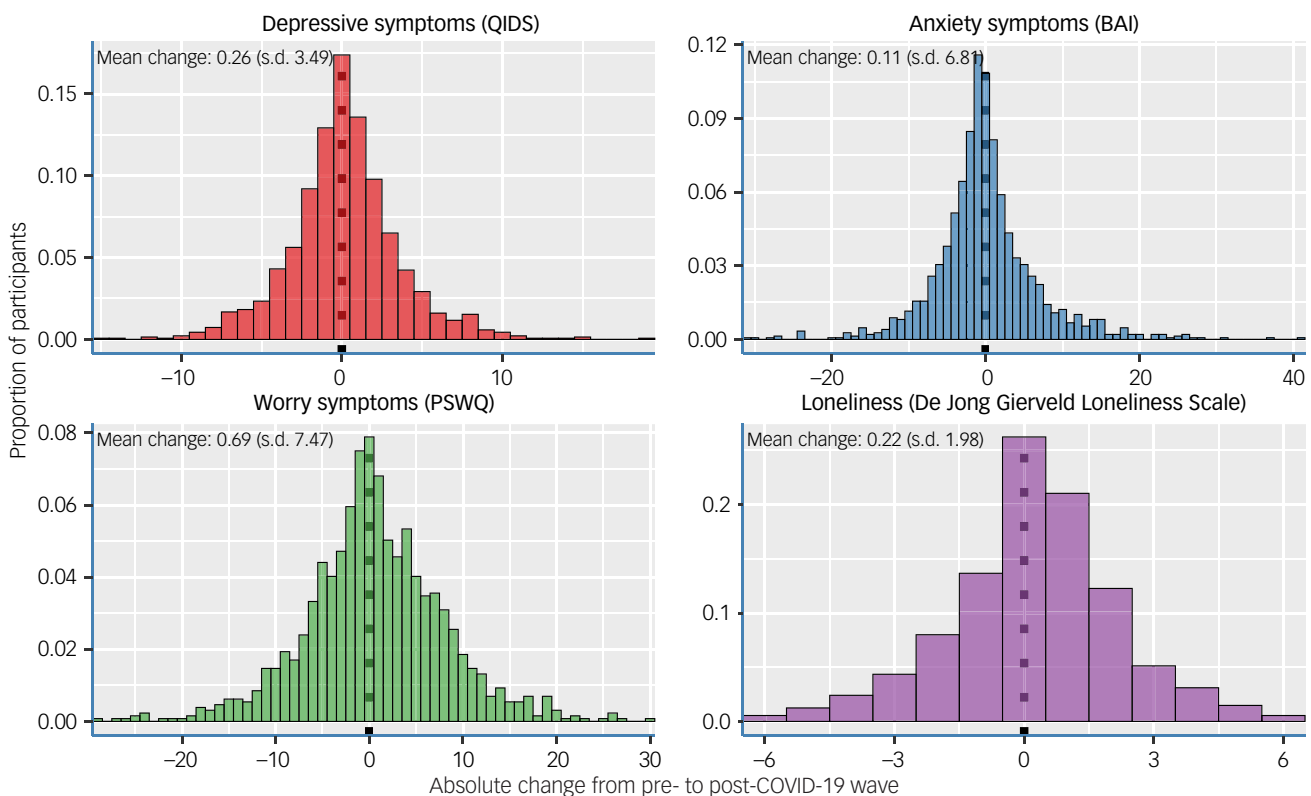 Depressive symptoms (QIDS)
Mean change: 0.26 (s.d. 3.49)
0.15
0.10
0.05
0.00
−10 0 10
Anxiety symptoms (BAI)
Mean change: 0.11 (s.d. 6.81)
0.12
0.09
0.06
0.03
0.00
−20 0 20 40
Proportion of participants
Worry symptoms (PSWQ)
Mean change: 0.69 (s.d. 7.47)
0.08
0.06
0.04
0.02
0.00
−20 −10 0 10 20 30
Loneliness (De Jong Gierveld Loneliness Scale)
Mean change: 0.22 (s.d. 1.98)
0.2
0.1
0.0
−6 −3 0 3 6
Absolute change from pre- to post-COVID-19 wave